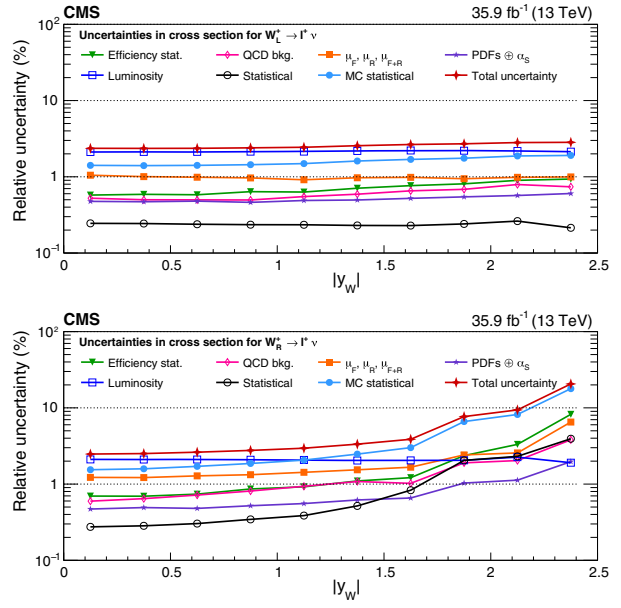 CMS 35.9 fb⁻¹ (13 TeV)
Uncertainties in cross section for W⁺_L → l⁺ ν
Efficiency stat. QCD bkg. μ_F, μ_R, μ_F+R PDFs ⊕ α_S
Luminosity Statistical MC statistical Total uncertainty
Relative uncertainty (%)
10²
10
1
10⁻¹
0 0.5 1 1.5 2 2.5
|y_W|
CMS 35.9 fb⁻¹ (13 TeV)
Uncertainties in cross section for W⁺_R → l⁺ ν
Efficiency stat. QCD bkg. μ_F, μ_R, μ_F+R PDFs ⊕ α_S
Luminosity Statistical MC statistical Total uncertainty
Relative uncertainty (%)
10²
10
1
10⁻¹
0 0.5 1 1.5 2 2.5
|y_W|